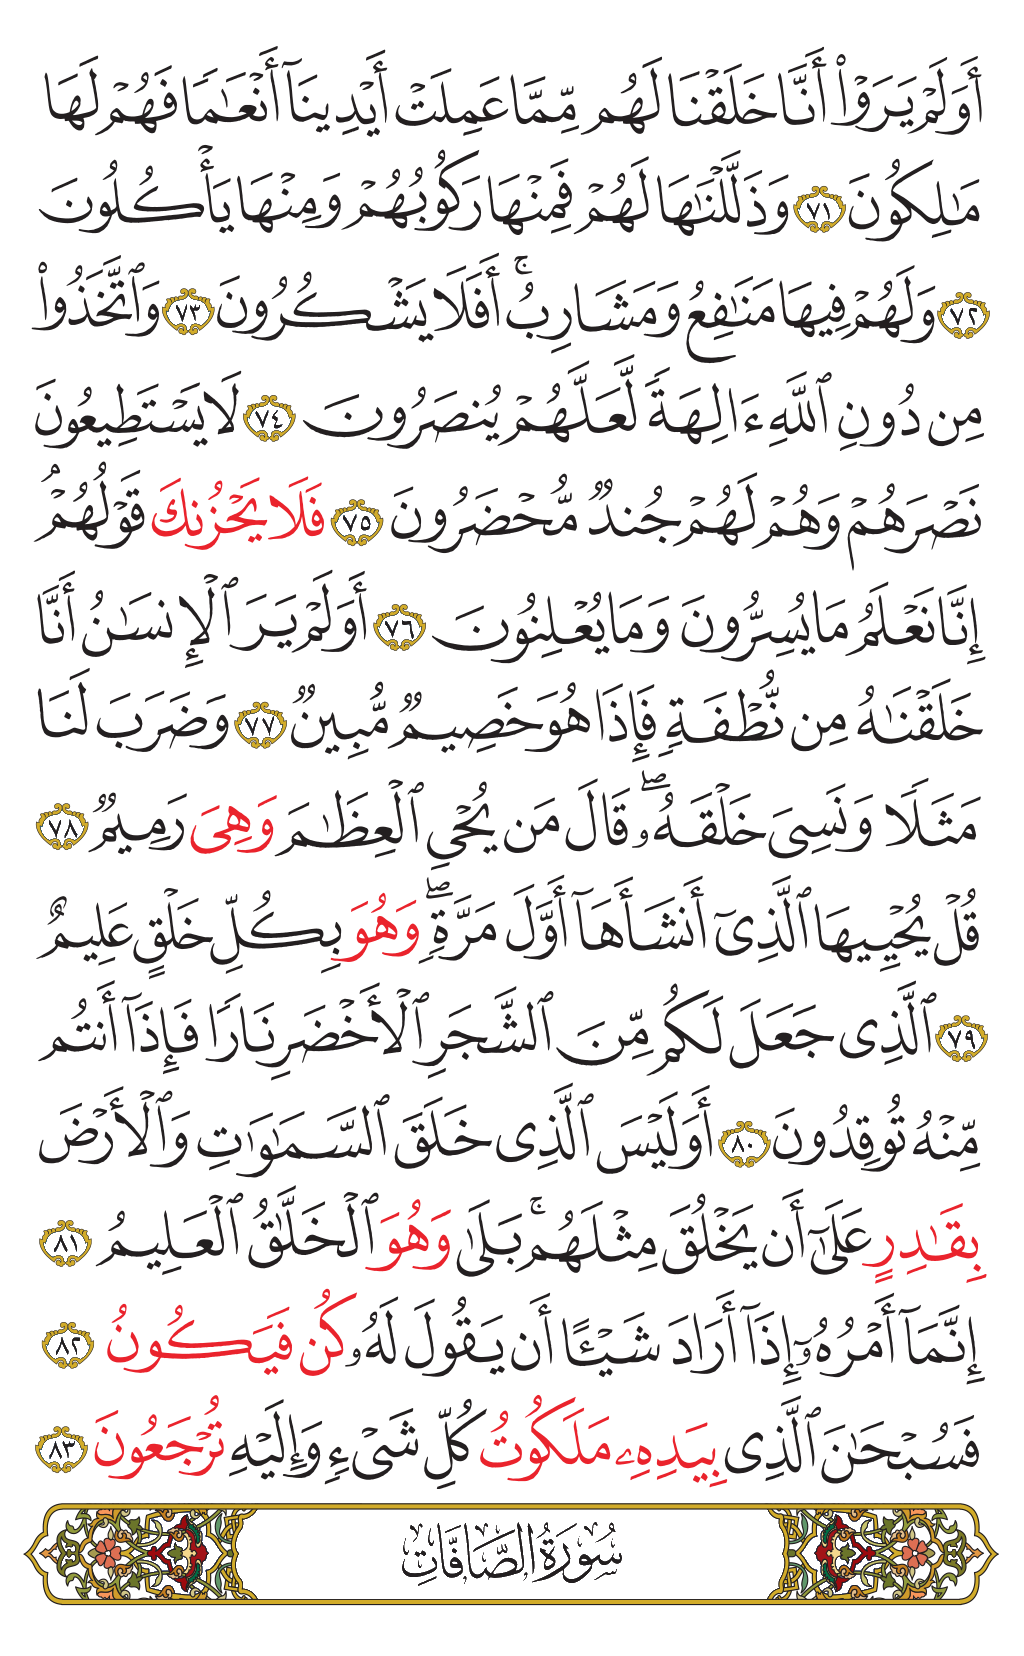 أَوَلَمْ يَرَوْا۟ أَنَّا خَلَقْنَا لَهُم مِّمَّا عَمِلَتْ أَيْدِينَآ أَنْعَٰمًا فَهُمْ لَهَا
مَٰلِكُونَ ٧١ وَذَلَّلْنَٰهَا لَهُمْ فَمِنْهَا رَكُوبُهُمْ وَمِنْهَا يَأْكُلُونَ
٧٢ وَلَهُمْ فِيهَا مَنَٰفِعُ وَمَشَارِبُ ۚ أَفَلَا يَشْكُرُونَ ٧٣ وَٱتَّخَذُوا۟
مِن دُونِ ٱللَّهِ ءَالِهَةً لَّعَلَّهُمْ يُنصَرُونَ ٧٤ لَا يَسْتَطِيعُونَ
نَصْرَهُمْ وَهُمْ لَهُمْ جُندٌ مُّحْضَرُونَ ٧٥ فَلَا يَحْزُنكَ قَوْلُهُمْ ۘ
إِنَّا نَعْلَمُ مَا يُسِرُّونَ وَمَا يُعْلِنُونَ ٧٦ أَوَلَمْ يَرَ ٱلْإِنسَٰنُ أَنَّا
خَلَقْنَٰهُ مِن نُّطْفَةٍ فَإِذَا هُوَ خَصِيمٌ مُّبِينٌ ٧٧ وَضَرَبَ لَنَا
مَثَلًا وَنَسِىَ خَلْقَهُۥ ۖ قَالَ مَن يُحْىِ ٱلْعِظَٰمَ وَهِىَ رَمِيمٌ ٧٨
قُلْ يُحْيِيهَا ٱلَّذِىٓ أَنشَأَهَآ أَوَّلَ مَرَّةٍ ۖ وَهُوَ بِكُلِّ خَلْقٍ عَلِيمٌ
٧٩ ٱلَّذِى جَعَلَ لَكُم مِّنَ ٱلشَّجَرِ ٱلْأَخْضَرِ نَارًا فَإِذَآ أَنتُم
مِّنْهُ تُوقِدُونَ ٨٠ أَوَلَيْسَ ٱلَّذِى خَلَقَ ٱلسَّمَٰوَٰتِ وَٱلْأَرْضَ
بِقَٰدِرٍ عَلَىٰٓ أَن يَخْلُقَ مِثْلَهُم ۚ بَلَىٰ وَهُوَ ٱلْخَلَّٰقُ ٱلْعَلِيمُ ٨١
إِنَّمَآ أَمْرُهُۥٓ إِذَآ أَرَادَ شَيْـًٔا أَن يَقُولَ لَهُۥ كُن فَيَكُونُ ٨٢
فَسُبْحَٰنَ ٱلَّذِى بِيَدِهِۦ مَلَكُوتُ كُلِّ شَىْءٍ وَإِلَيْهِ تُرْجَعُونَ ٨٣
سُورَةُ الصَّافَّاتِ